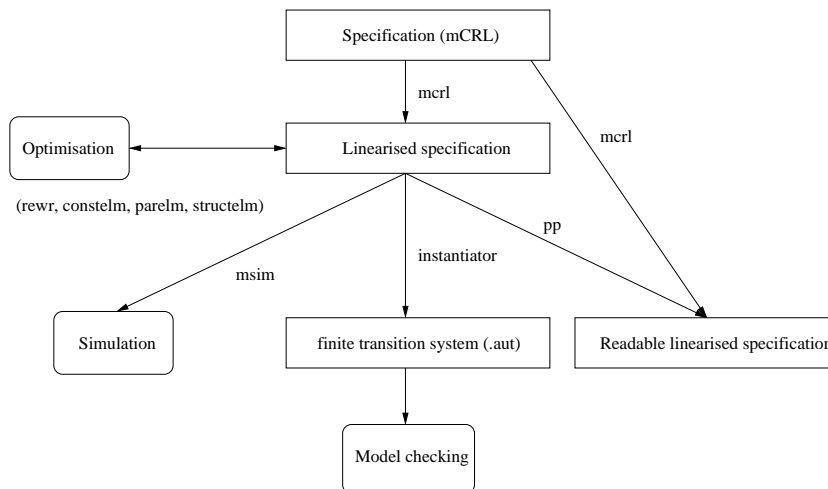 Specification (mCRL)
mcrl
mcrl
Optimisation
Linearised specification
(rewr, constelm, parelm, structelm)
pp
instantiator
msim
Simulation
finite transition system (.aut)
Readable linearised specification
Model checking